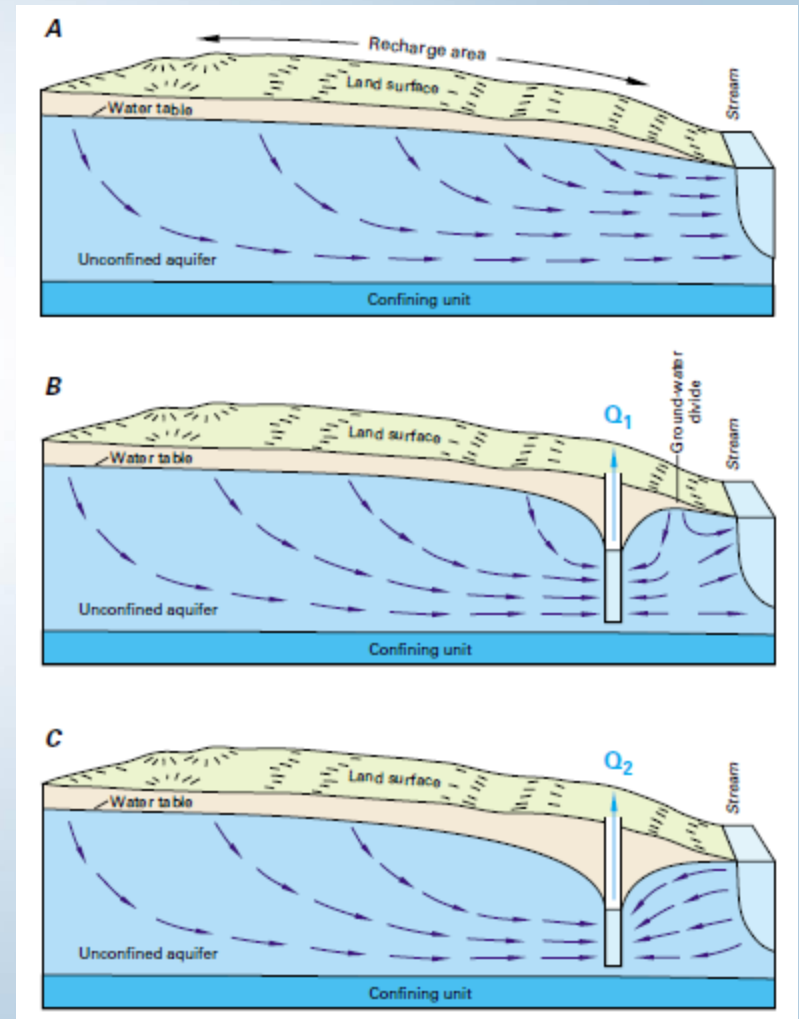 A
Recharge area
Land surface
Stream
Water table
Unconfined aquifer
Confining unit
B
Q1
Ground-water
divide
Land surface
Stream
Water table
Unconfined aquifer
Confining unit
C
Q2
Land surface
Stream
Water table
Unconfined aquifer
Confining unit